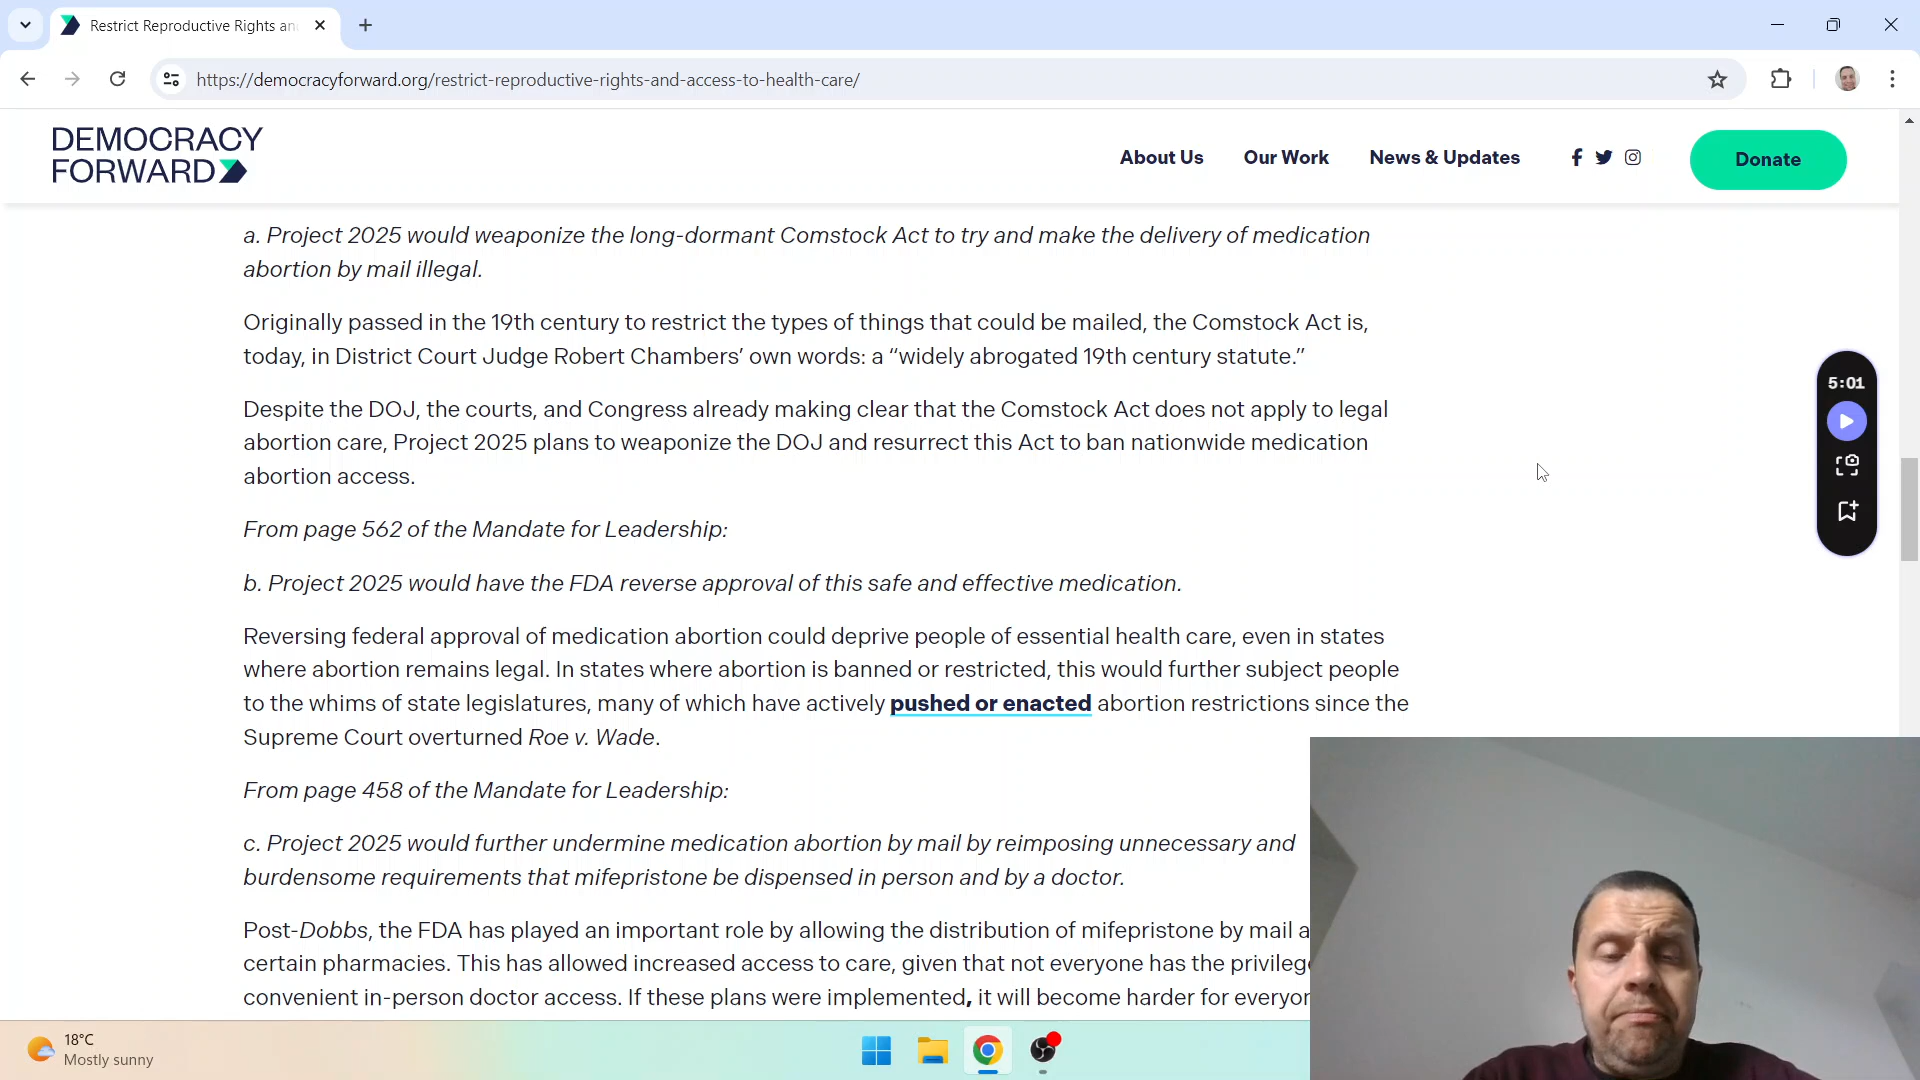 Restrict Reproductive Rights an
https://democracyforward.org/restrict-reproductive-rights-and-access-to-health-care/
DEMOCRACY
FORWARD
About Us
Our Work
News & Updates
Donate
a. Project 2025 would weaponize the long-dormant Comstock Act to try and make the delivery of medication
abortion by mail illegal.
Originally passed in the 19th century to restrict the types of things that could be mailed, the Comstock Act is,
today, in District Court Judge Robert Chambers’ own words: a “widely abrogated 19th century statute.”
5:01
Despite the DOJ, the courts, and Congress already making clear that the Comstock Act does not apply to legal
abortion care, Project 2025 plans to weaponize the DOJ and resurrect this Act to ban nationwide medication
abortion access.
From page 562 of the Mandate for Leadership:
b. Project 2025 would have the FDA reverse approval of this safe and effective medication.
Reversing federal approval of medication abortion could deprive people of essential health care, even in states
where abortion remains legal. In states where abortion is banned or restricted, this would further subject people
to the whims of state legislatures, many of which have actively pushed or enacted abortion restrictions since the
Supreme Court overturned Roe v. Wade.
From page 458 of the Mandate for Leadership:
c. Project 2025 would further undermine medication abortion by mail by reimposing unnecessary and
burdensome requirements that mifepristone be dispensed in person and by a doctor.
Post-Dobbs, the FDA has played an important role by allowing the distribution of mifepristone by mail a
certain pharmacies. This has allowed increased access to care, given that not everyone has the privileg
convenient in-person doctor access. If these plans were implemented, it will become harder for everyor
18°C
Mostly sunny